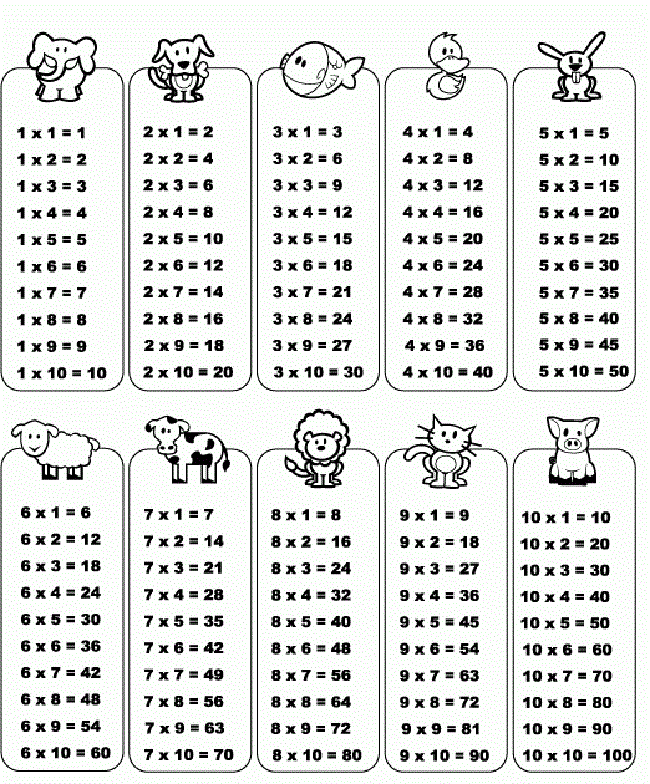 1 x 1 = 1
1 x 2 = 2
1 x 3 = 3
1 x 4 = 4
1 x 5 = 5
1 x 6 = 6
1 x 7 = 7
1 x 8 = 8
1 x 9 = 9
1 x 10 = 10
2 x 1 = 2
2 x 2 = 4
2 x 3 = 6
2 x 4 = 8
2 x 5 = 10
2 x 6 = 12
2 x 7 = 14
2 x 8 = 16
2 x 9 = 18
2 x 10 = 20
3 x 1 = 3
3 x 2 = 6
3 x 3 = 9
3 x 4 = 12
3 x 5 = 15
3 x 6 = 18
3 x 7 = 21
3 x 8 = 24
3 x 9 = 27
3 x 10 = 30
4 x 1 = 4
4 x 2 = 8
4 x 3 = 12
4 x 4 = 16
4 x 5 = 20
4 x 6 = 24
4 x 7 = 28
4 x 8 = 32
4 x 9 = 36
4 x 10 = 40
5 x 1 = 5
5 x 2 = 10
5 x 3 = 15
5 x 4 = 20
5 x 5 = 25
5 x 6 = 30
5 x 7 = 35
5 x 8 = 40
5 x 9 = 45
5 x 10 = 50
6 x 1 = 6
6 x 2 = 12
6 x 3 = 18
6 x 4 = 24
6 x 5 = 30
6 x 6 = 36
6 x 7 = 42
6 x 8 = 48
6 x 9 = 54
6 x 10 = 60
7 x 1 = 7
7 x 2 = 14
7 x 3 = 21
7 x 4 = 28
7 x 5 = 35
7 x 6 = 42
7 x 7 = 49
7 x 8 = 56
7 x 9 = 63
7 x 10 = 70
8 x 1 = 8
8 x 2 = 16
8 x 3 = 24
8 x 4 = 32
8 x 5 = 40
8 x 6 = 48
8 x 7 = 56
8 x 8 = 64
8 x 9 = 72
8 x 10 = 80
9 x 1 = 9
9 x 2 = 18
9 x 3 = 27
9 x 4 = 36
9 x 5 = 45
9 x 6 = 54
9 x 7 = 63
9 x 8 = 72
9 x 9 = 81
9 x 10 = 90
10 x 1 = 10
10 x 2 = 20
10 x 3 = 30
10 x 4 = 40
10 x 5 = 50
10 x 6 = 60
10 x 7 = 70
10 x 8 = 80
10 x 9 = 90
10 x 10 = 100